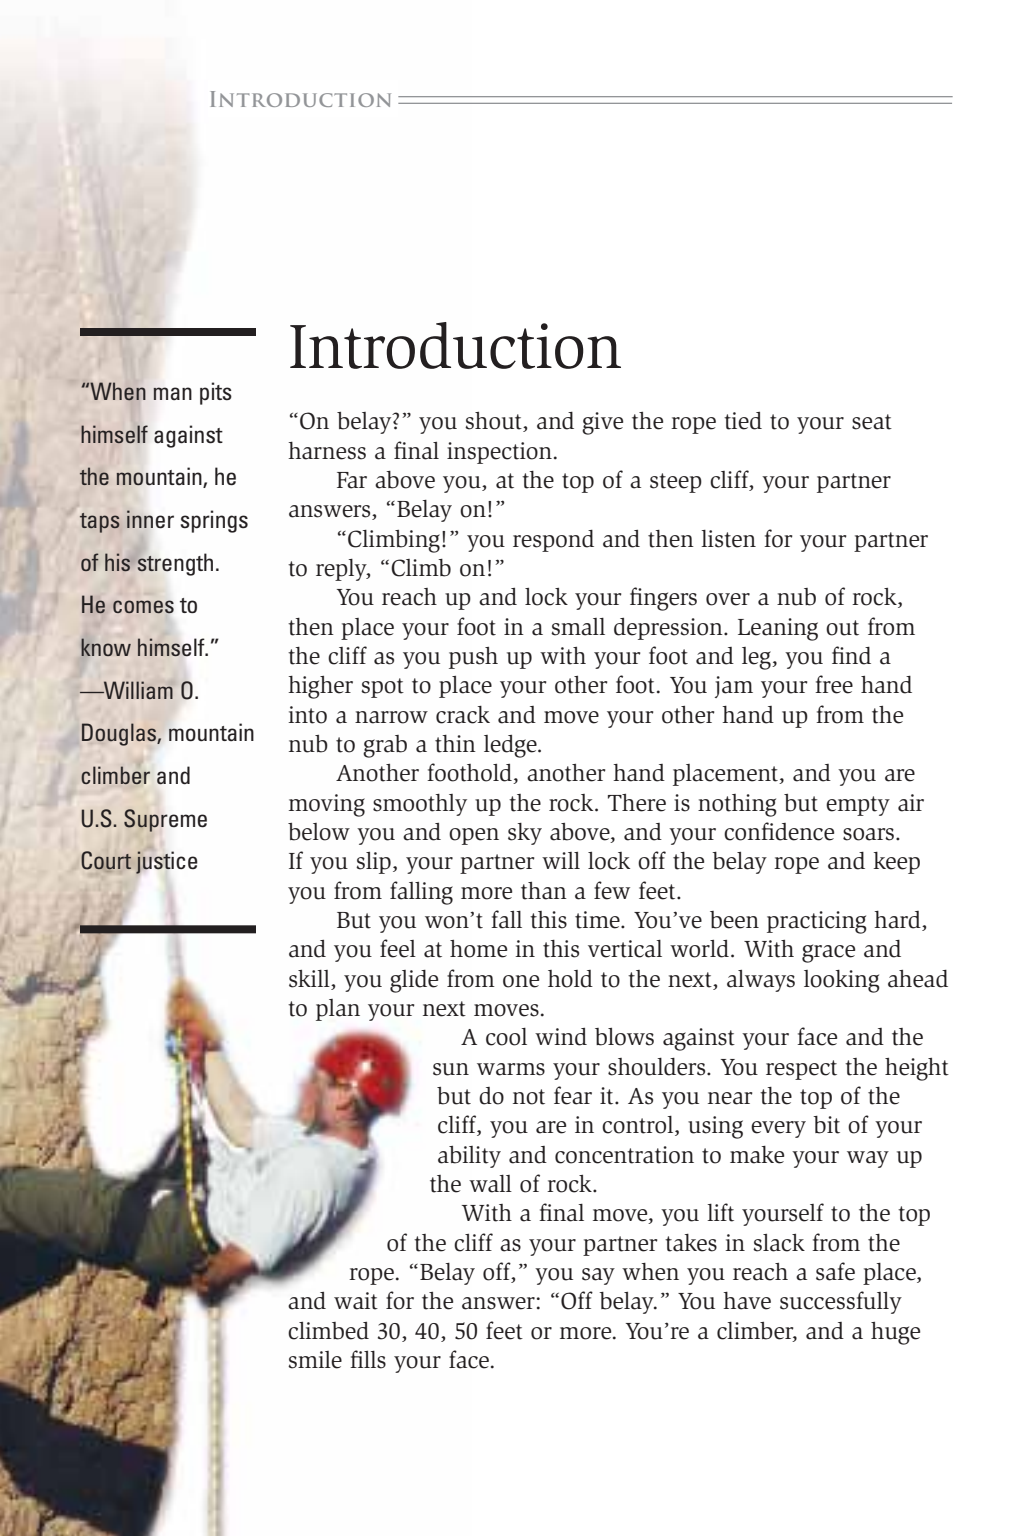 INTRODUCTION
Introduction
“When man pits
himself against
the mountain, he
taps inner springs
of his strength.
He comes to
know himself.”
—William O.
Douglas, mountain
climber and
U.S. Supreme
Court justice
“On belay?” you shout, and give the rope tied to your seat
harness a final inspection.
Far above you, at the top of a steep cliff, your partner
answers, “Belay on!”
“Climbing!” you respond and then listen for your partner
to reply, “Climb on!”
You reach up and lock your fingers over a nub of rock,
then place your foot in a small depression. Leaning out from
the cliff as you push up with your foot and leg, you find a
higher spot to place your other foot. You jam your free hand
into a narrow crack and move your other hand up from the
nub to grab a thin ledge.
Another foothold, another hand placement, and you are
moving smoothly up the rock. There is nothing but empty air
below you and open sky above, and your confidence soars.
If you slip, your partner will lock off the belay rope and keep
you from falling more than a few feet.
But you won’t fall this time. You’ve been practicing hard,
and you feel at home in this vertical world. With grace and
skill, you glide from one hold to the next, always looking ahead
to plan your next moves.
A cool wind blows against your face and the
sun warms your shoulders. You respect the height
but do not fear it. As you near the top of the
cliff, you are in control, using every bit of your
ability and concentration to make your way up
the wall of rock.
With a final move, you lift yourself to the top
of the cliff as your partner takes in slack from the
rope. “Belay off,” you say when you reach a safe place,
and wait for the answer: “Off belay.” You have successfully
climbed 30, 40, 50 feet or more. You’re a climber, and a huge
smile fills your face.